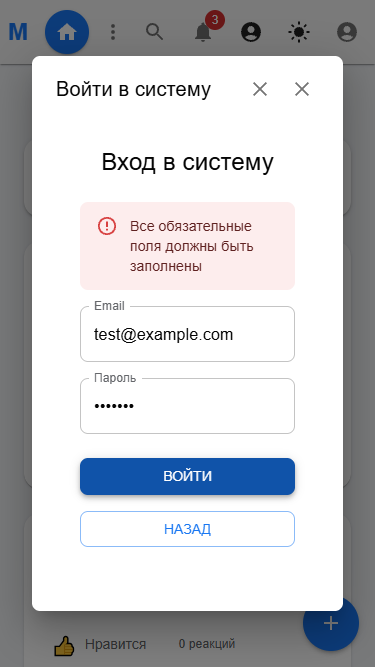 M
3
Войти в систему
Вход в систему
Все обязательные
поля должны быть
заполнены
Email
test@example.com
Пароль
•••••••
ВОЙТИ
НАЗАД
Нравится
0 реакций